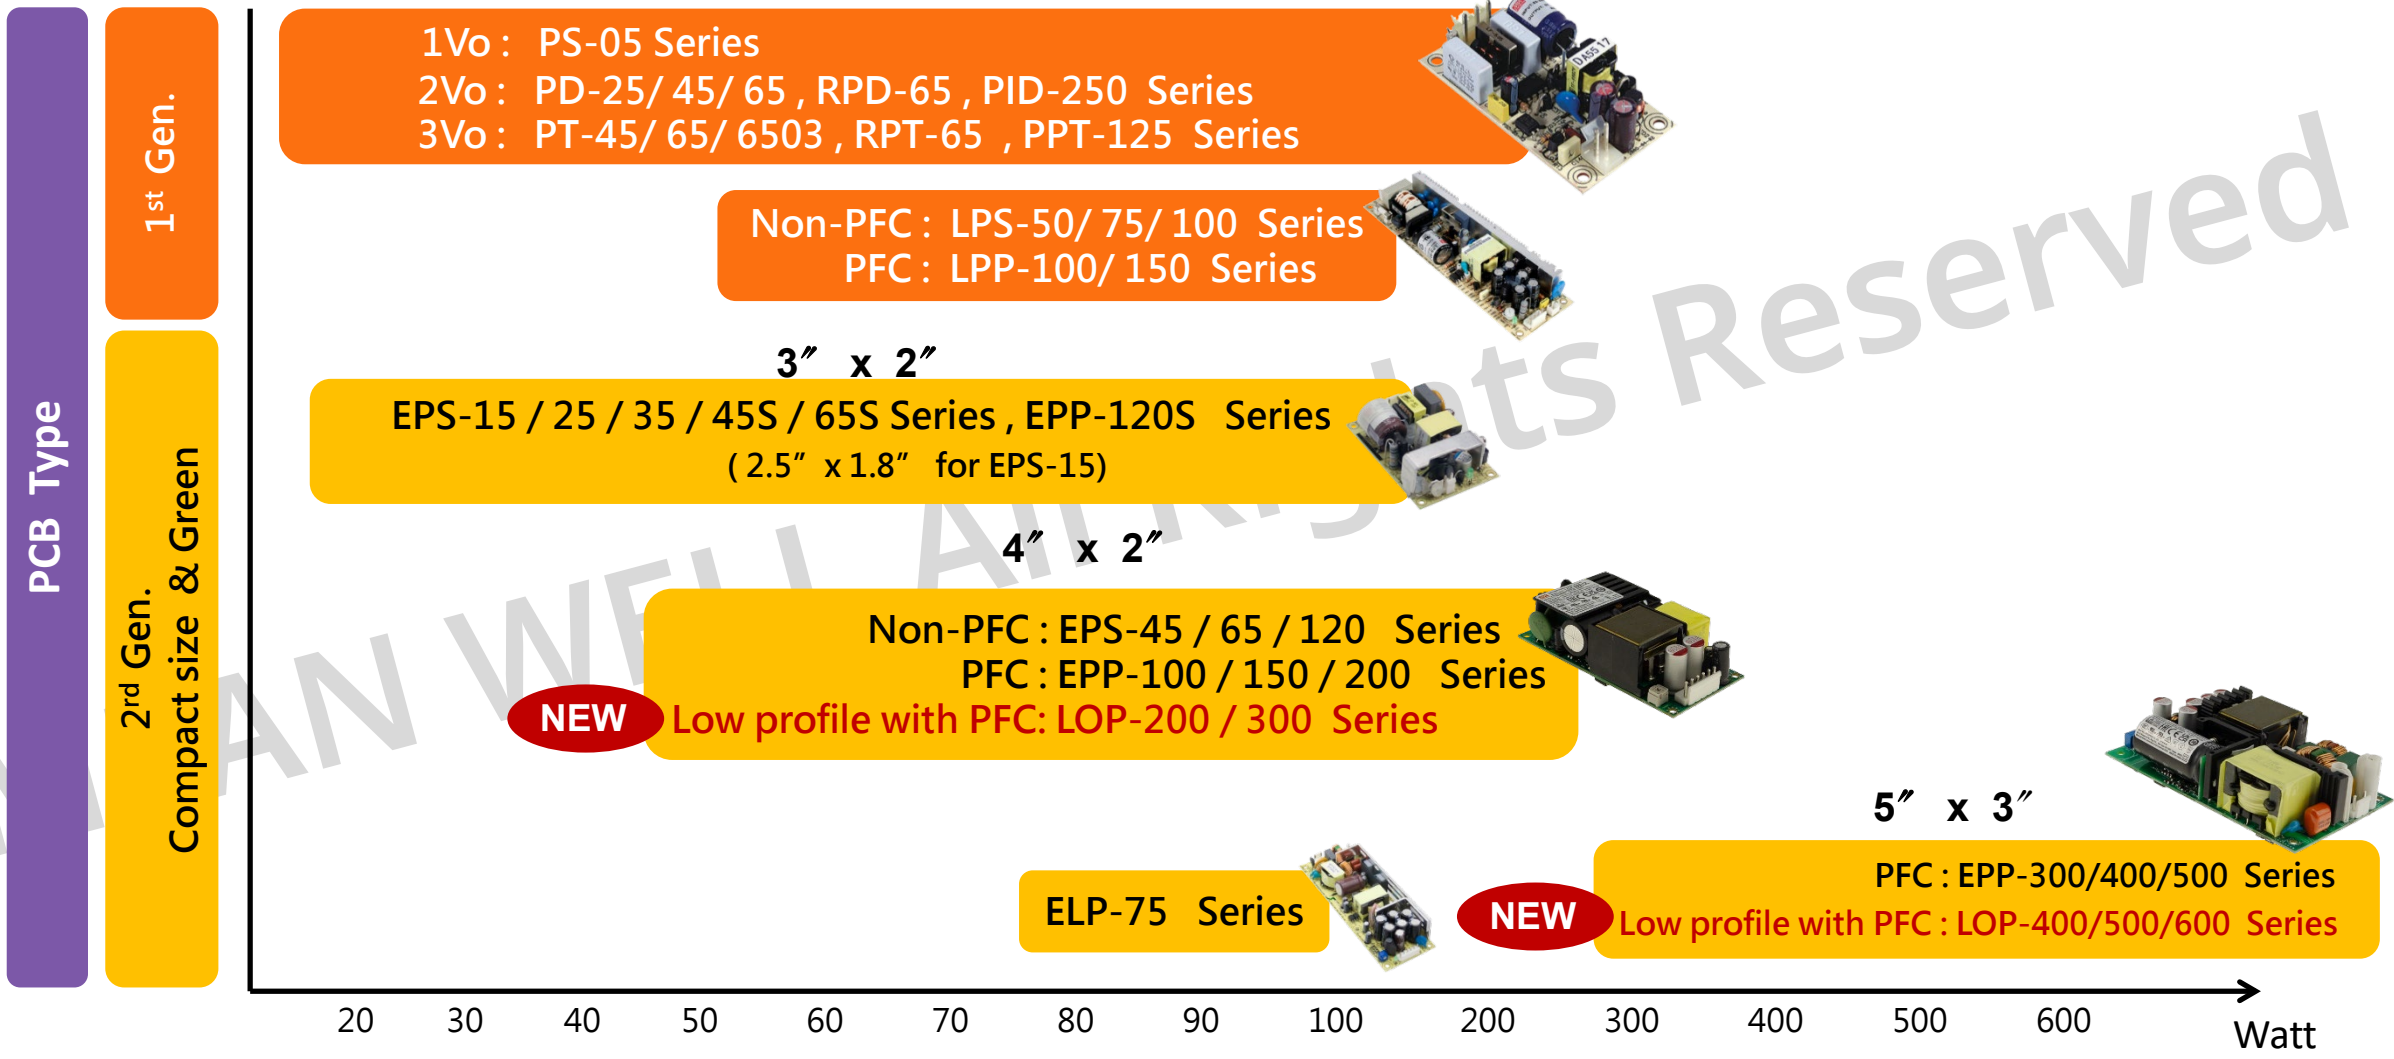 PCB Type
1st Gen.
1Vo : PS-05 Series
2Vo : PD-25/ 45/ 65 , RPD-65 , PID-250 Series
3Vo : PT-45/ 65/ 6503 , RPT-65 , PPT-125 Series
Non-PFC : LPS-50/ 75/ 100 Series
PFC : LPP-100/ 150 Series
2rd Gen.
Compact size & Green
3″ x 2″
EPS-15 / 25 / 35 / 45S / 65S Series , EPP-120S Series
( 2.5″ x 1.8″ for EPS-15)
4″ x 2″
Non-PFC : EPS-45 / 65 / 120 Series
PFC : EPP-100 / 150 / 200 Series
NEW Low profile with PFC: LOP-200 / 300 Series
5″ x 3″
ELP-75 Series
PFC : EPP-300/400/500 Series
NEW Low profile with PFC : LOP-400/500/600 Series
20 30 40 50 60 70 80 90 100 200 300 400 500 600 Watt
WELL All Rights Reserved